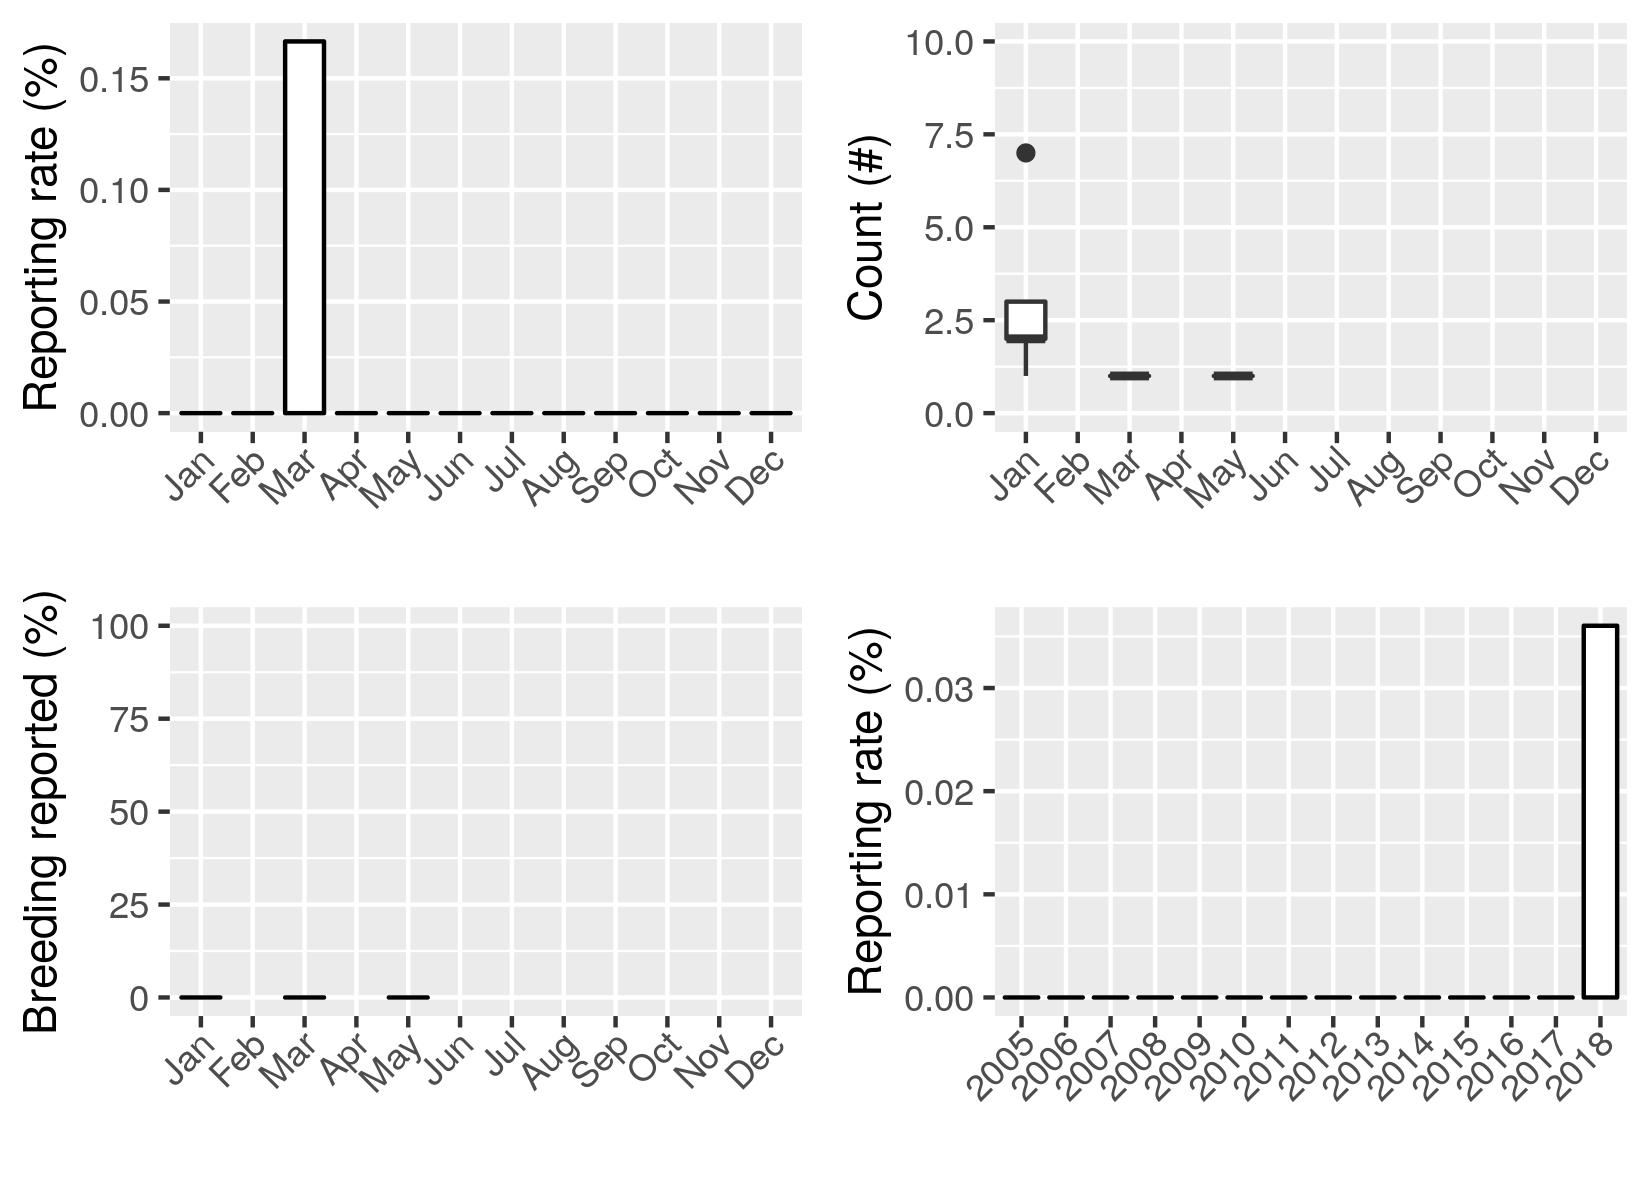 Reporting rate (%)
0.15
0.10
0.05
0.00
Jan Feb Mar Apr May Jun Jul Aug Sep Oct Nov Dec
Count (#)
10.0
7.5
5.0
2.5
0.0
Jan Feb Mar Apr May Jun Jul Aug Sep Oct Nov Dec
Breeding reported (%)
100
75
50
25
0
Jan Feb Mar Apr May Jun Jul Aug Sep Oct Nov Dec
Reporting rate (%)
0.03
0.02
0.01
0.00
2005 2006 2007 2008 2009 2010 2011 2012 2013 2014 2015 2016 2017 2018